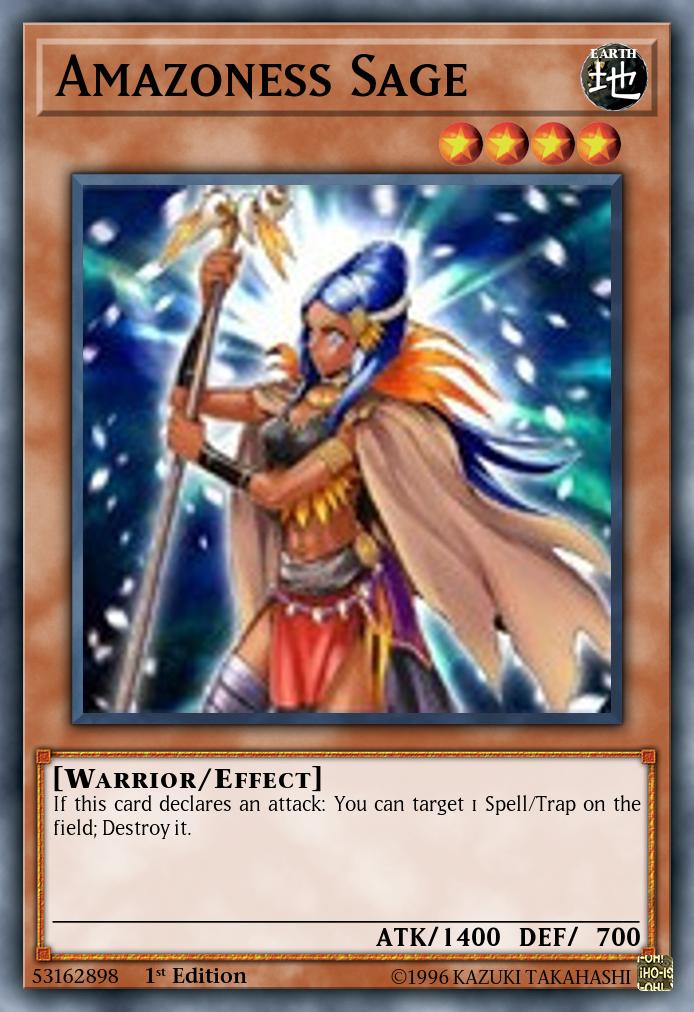 Amazoness Sage
EARTH
地
[Warrior/Effect]
If this card declares an attack: You can target 1 Spell/Trap on the
field; Destroy it.
ATK/1400 DEF/ 700
53162898 1st Edition ©1996 KAZUKI TAKAHASHI